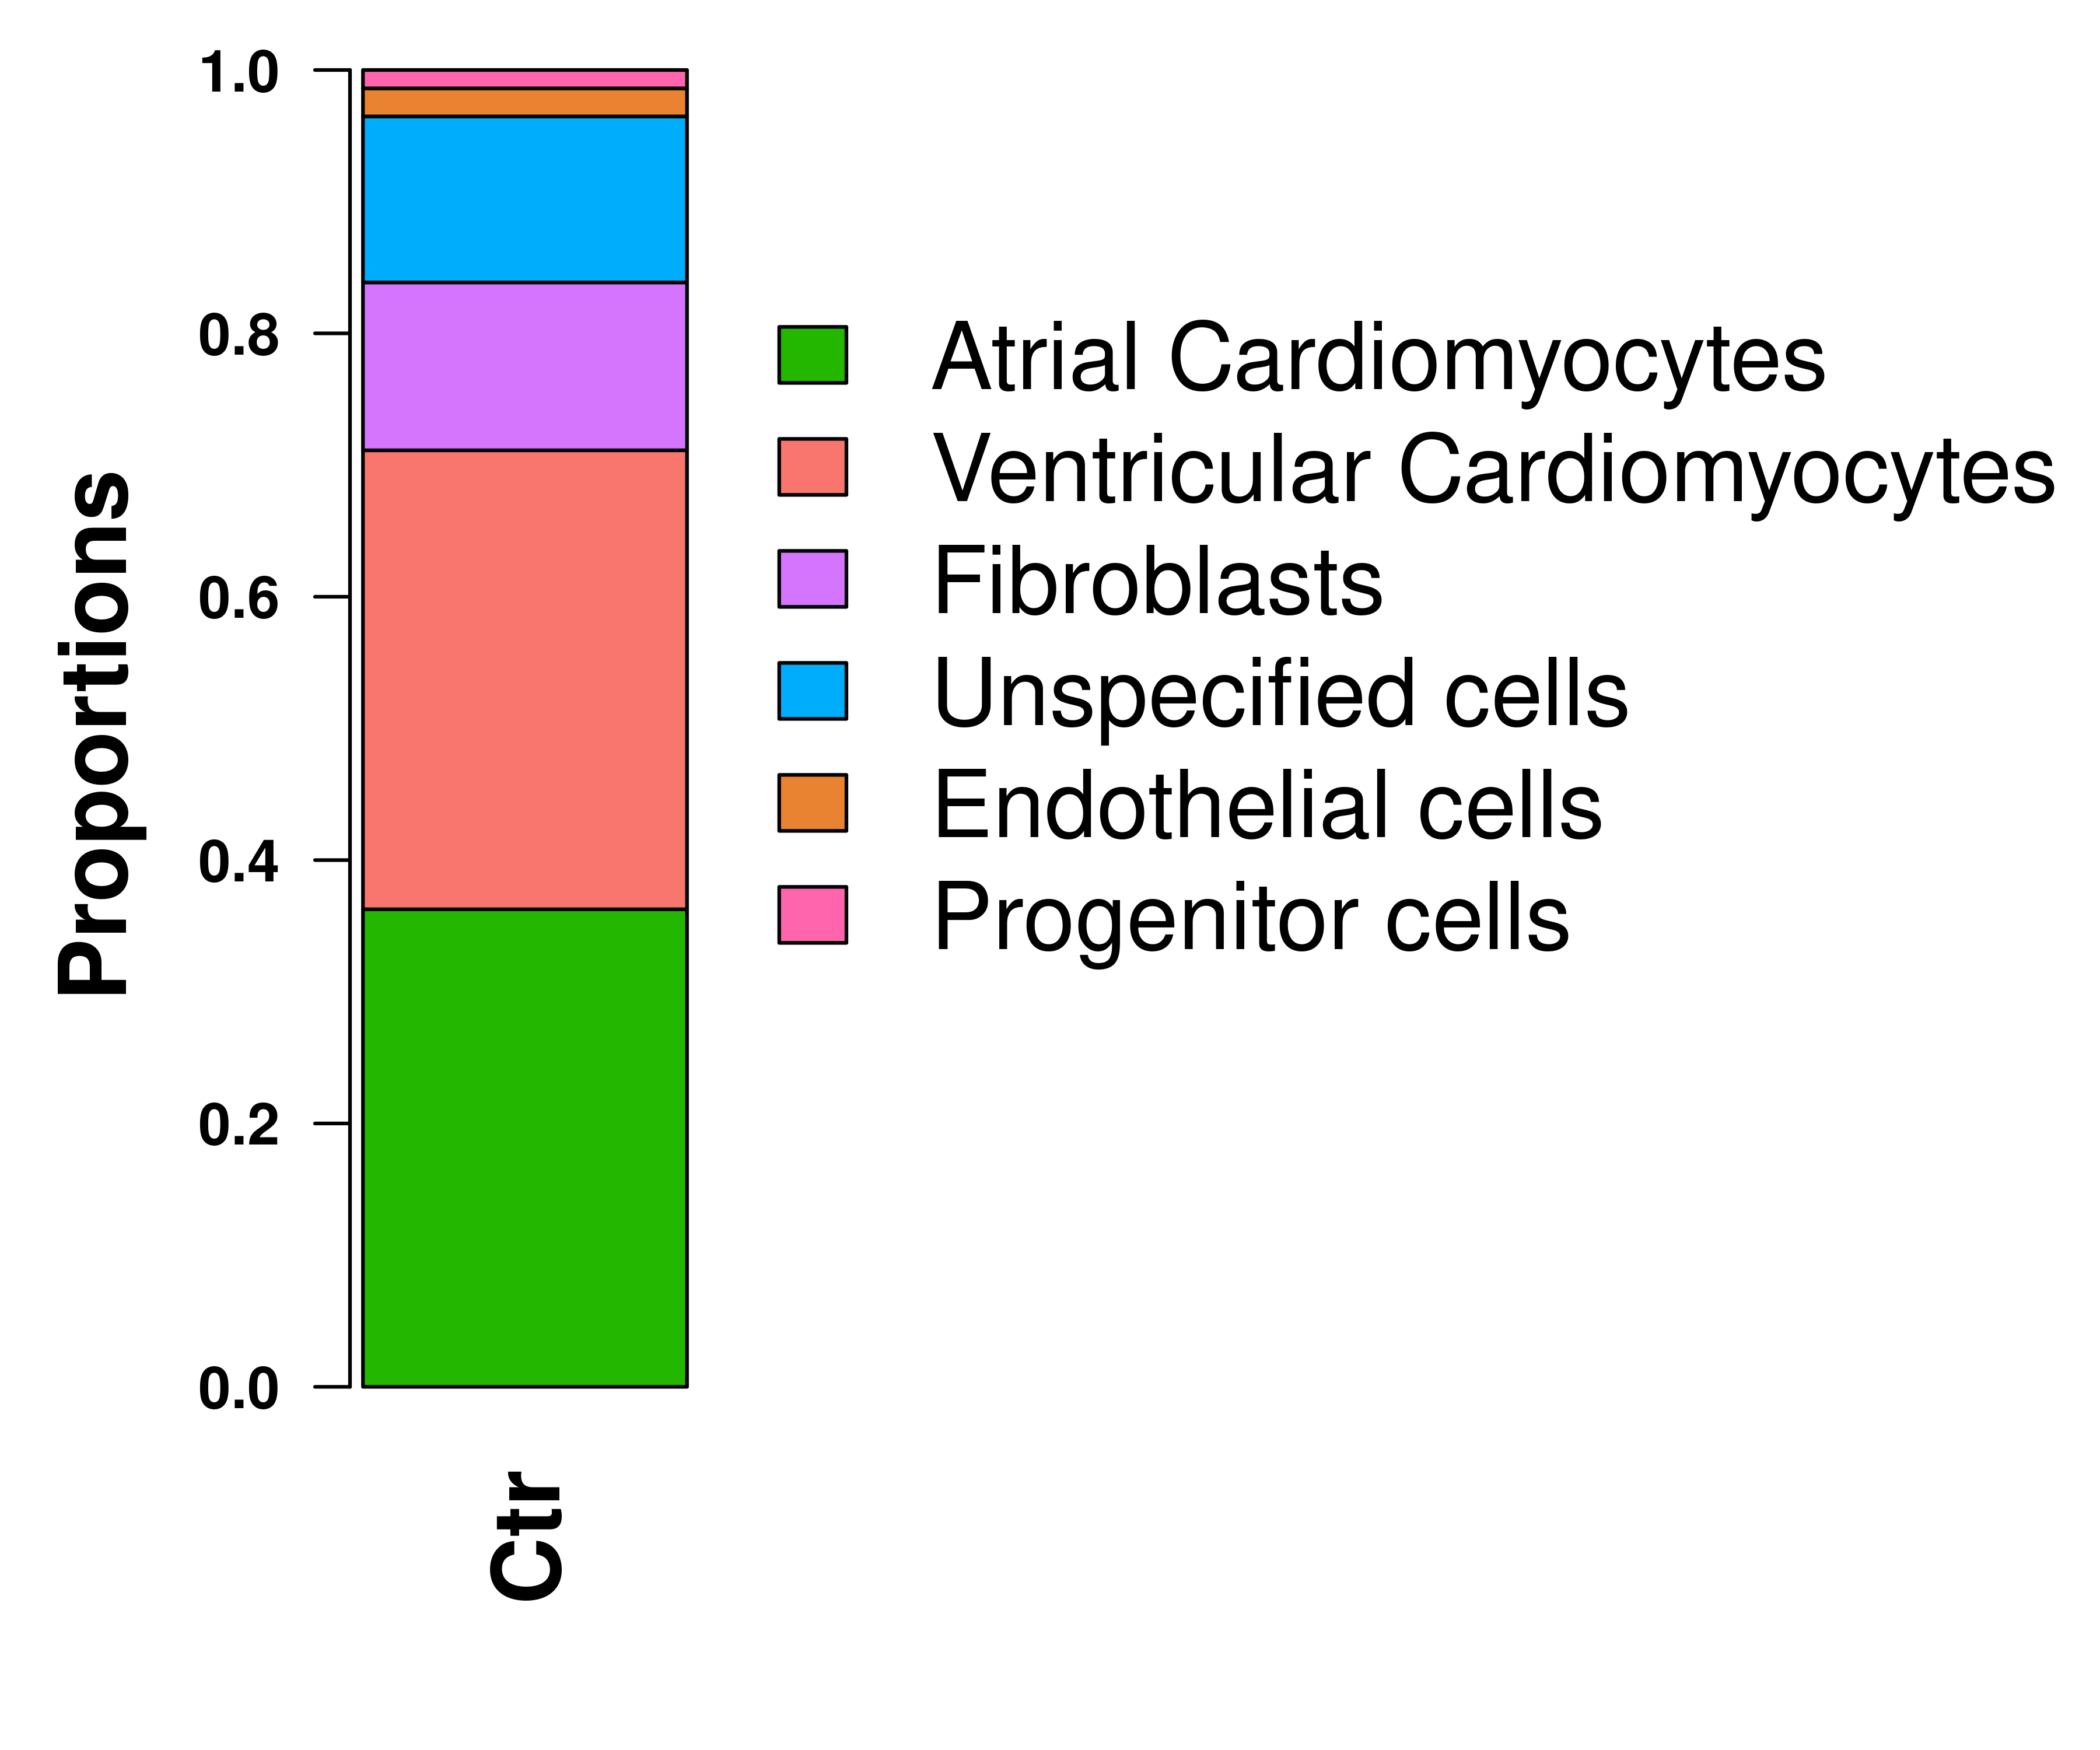 Proportions
1.0
0.8
0.6
0.4
0.2
0.0
Ctr
Atrial Cardiomyocytes
Ventricular Cardiomyocytes
Fibroblasts
Unspecified cells
Endothelial cells
Progenitor cells